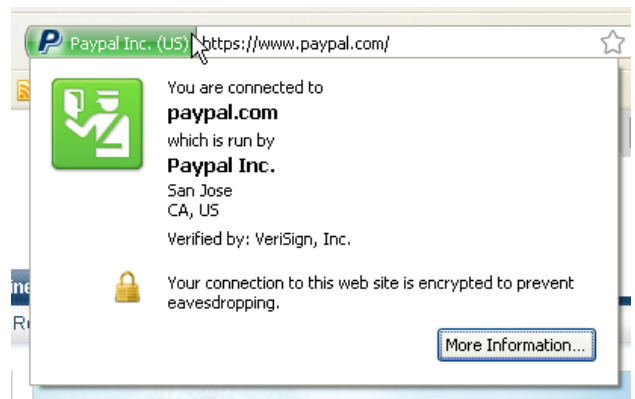 Paypal Inc. (US) https://www.paypal.com/
You are connected to
paypal.com
which is run by
Paypal Inc.
San Jose
CA, US
Verified by: VeriSign, Inc.
Your connection to this web site is encrypted to prevent
eavesdropping.
More Information...